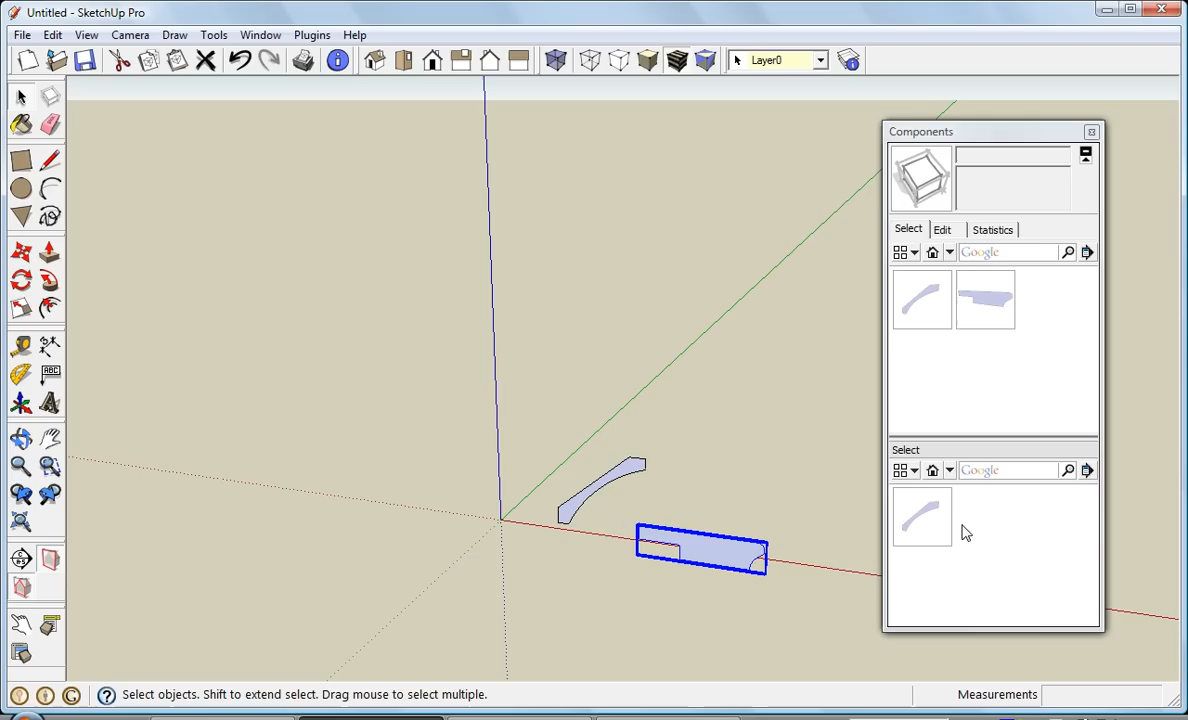 Untitled - SketchUp Pro
File Edit View Camera Draw Tools Window Plugins Help
Layer0
Components
Select Edit Statistics
Google
Select
Google
ABC
Select objects. Shift to extend select. Drag mouse to select multiple.
Measurements